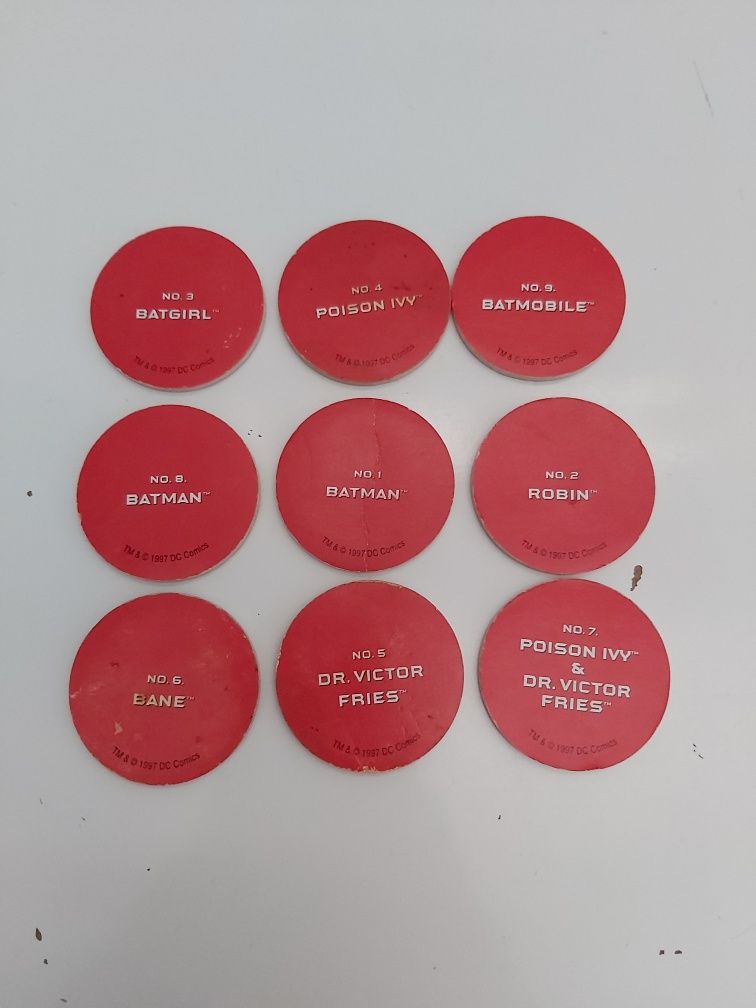 NO. 3
BATGIRL™
TM & © 1997 DC Comics
NO. 4
POISON IVY™
TM & © 1997 DC Comics
NO. 9.
BATMOBILE™
TM & © 1997 DC Comics
NO. 8.
BATMAN™
TM & © 1997 DC Comics
NO. 1
BATMAN™
TM & © 1997 DC Comics
NO. 2
ROBIN™
TM & © 1997 DC Comics
NO. 6.
BANE™
TM & © 1997 DC Comics
NO. 5
DR. VICTOR
FRIES™
TM & © 1997 DC Comics
NO. 7.
POISON IVY™
&
DR. VICTOR
FRIES™
TM & © 1997 DC Comics